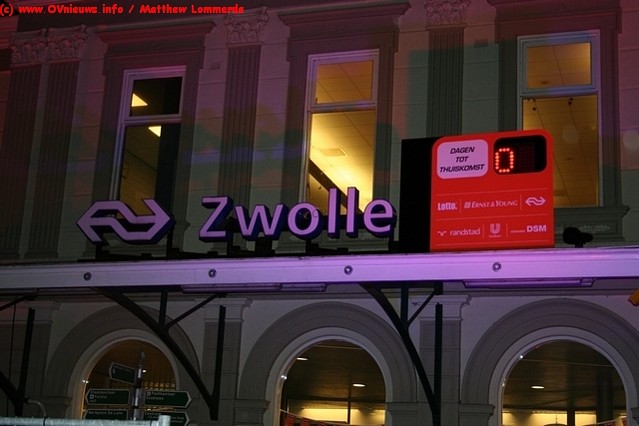 (c) www.OVnieuws.info / Matthew Lommerde
Zwolle
DAGEN
TOT
THUISKOMST
0
Lotto. ERNST & YOUNG
randstad DSM